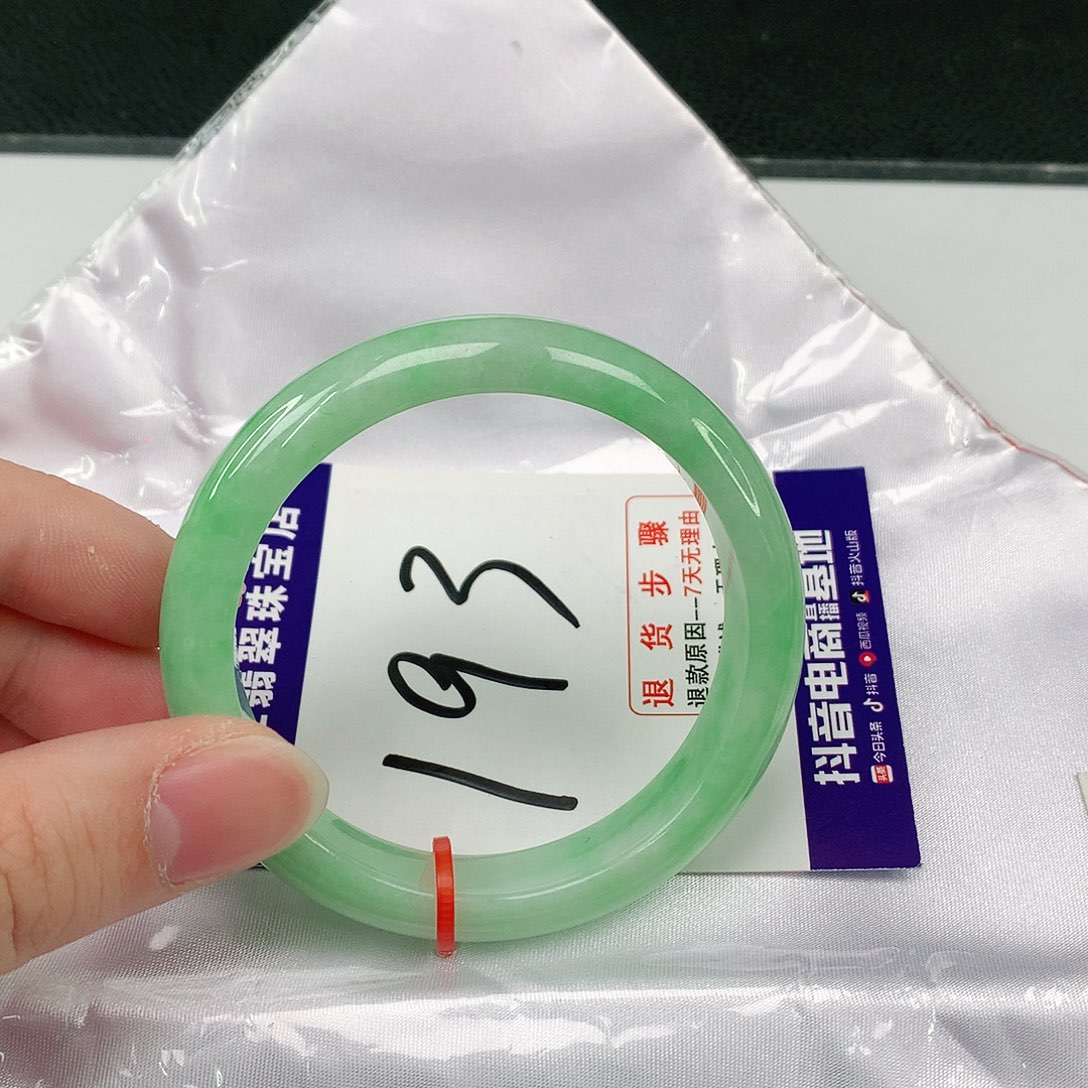 翡翠珠宝店
193
退货步骤
退款原因--7天无理由
抖音电商直播基地
头条 今日头条 抖音 西瓜视频 抖音火山版